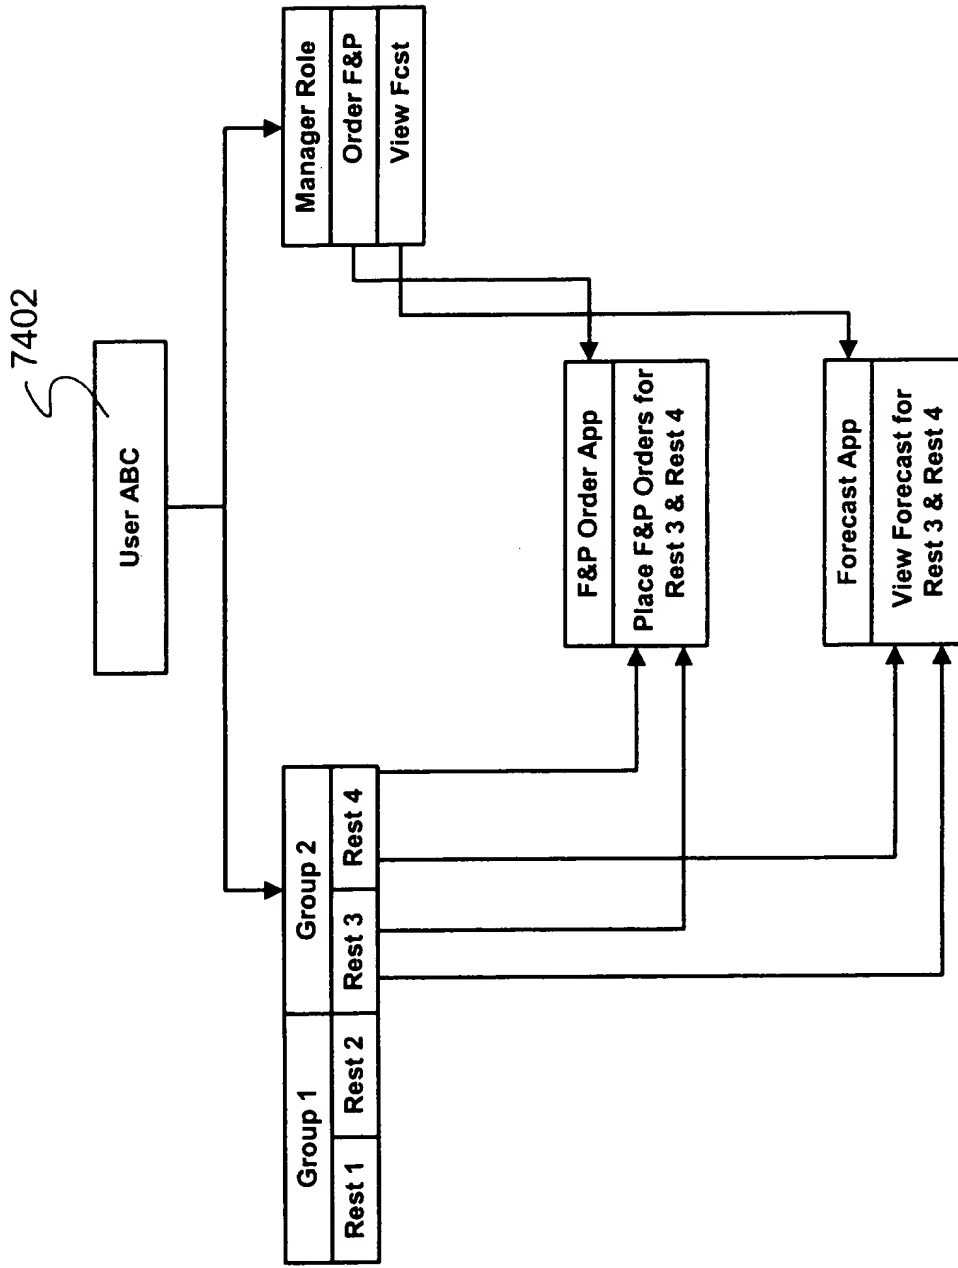 7402
User ABC
Group 1
Group 2
Rest 1
Rest 2
Rest 3
Rest 4
Manager Role
Order F&P
View Fcst
F&P Order App
Place F&P Orders for
Rest 3 & Rest 4
Forecast App
View Forecast for
Rest 3 & Rest 4